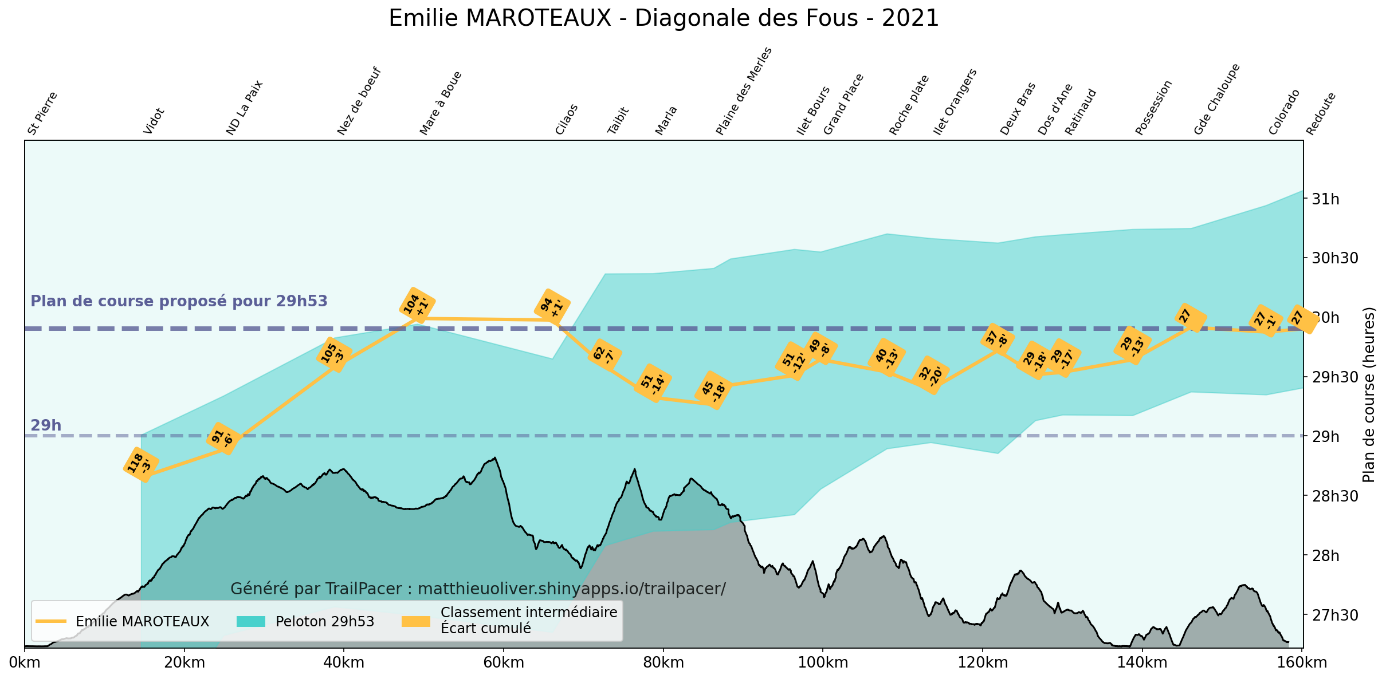 Emilie MAROTEAUX - Diagonale des Fous - 2021
St Pierre
Vidot
ND La Paix
Nez de boeuf
Mare à Boue
Cilaos
Taibit
Marla
Plaine des Merles
Ilet Bours
Grand Place
Roche plate
Ilet Orangers
Deux Bras
Dos d'Ane
Ratinaud
Possession
Gde Chaloupe
Colorado
Redoute
31h
30h30
Plan de course proposé pour 29h53
30h
29h30
29h
29h
28h30
28h
27h30
Plan de course (heures)
118
-3'
91
-6'
105
-3'
104
+1'
94
+1'
62
-7'
51
-14'
45
-18'
51
-12'
49
-8'
40
-13'
32
-20'
37
-8'
29
-18'
29
-17'
29
-13'
27
27
-1'
27
Généré par TrailPacer : matthieuoliver.shinyapps.io/trailpacer/
Emilie MAROTEAUX
Peloton 29h53
Classement intermédiaire
Écart cumulé
0km
20km
40km
60km
80km
100km
120km
140km
160km